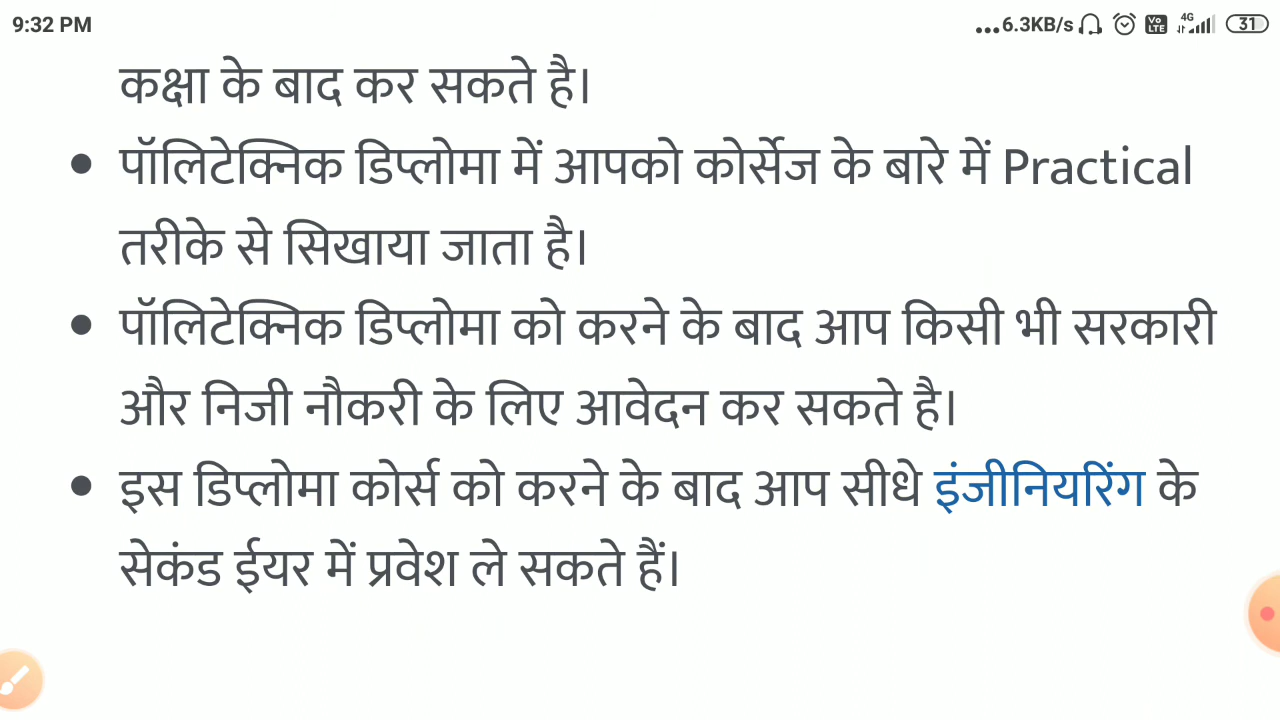 9:32 PM ...6.3KB/s Vo LTE 4G 31
कक्षा के बाद कर सकते है।
• पॉलिटेक्निक डिप्लोमा में आपको कोर्सेज के बारे में Practical
तरीके से सिखाया जाता है।
• पॉलिटेक्निक डिप्लोमा को करने के बाद आप किसी भी सरकारी
और निजी नौकरी के लिए आवेदन कर सकते है।
• इस डिप्लोमा कोर्स को करने के बाद आप सीधे इंजीनियरिंग के
सेकंड ईयर में प्रवेश ले सकते हैं।